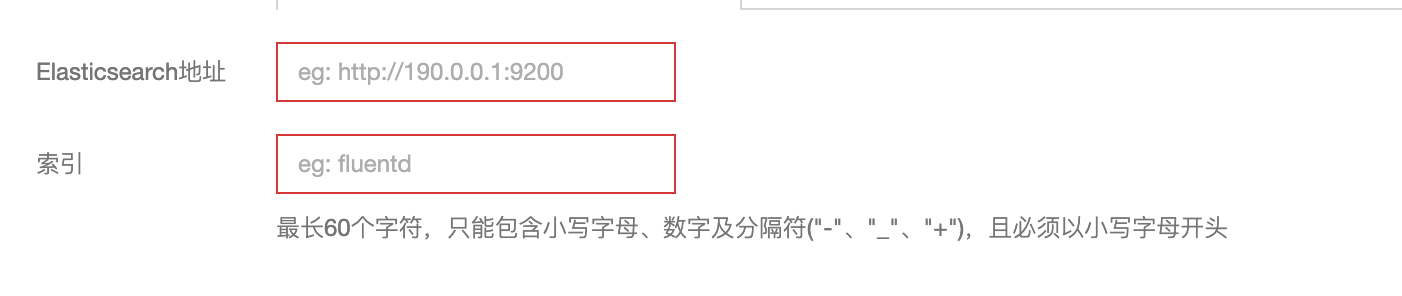 Elasticsearch地址 eg: http://190.0.0.1:9200
索引 eg: fluentd
最长60个字符，只能包含小写字母、数字及分隔符("-"、"_"、"+")，且必须以小写字母开头